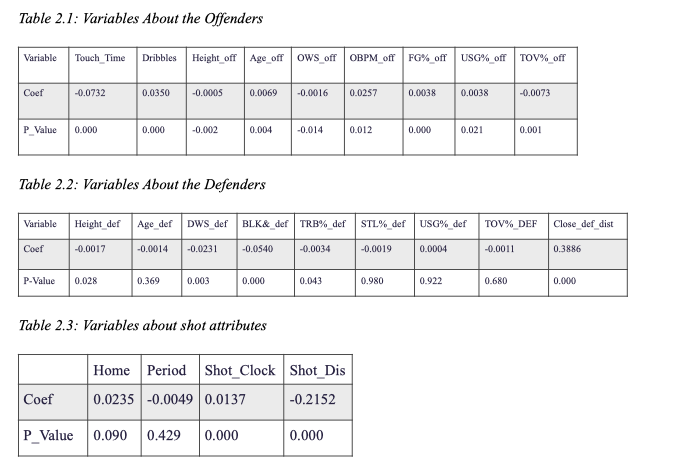 Table 2.1: Variables About the Offenders
Variable Touch_Time Dribbles Height_off Age_off OWS_off OBPM_off FG%_off USG%_off TOV%_off
Coef -0.0732 0.0350 -0.0005 0.0069 -0.0016 0.0257 0.0038 0.0038 -0.0073
P_Value 0.000 0.000 -0.002 0.004 -0.014 0.012 0.000 0.021 0.001
Table 2.2: Variables About the Defenders
Variable Height_def Age_def DWS_def BLK&_def TRB%_def STL%_def USG%_def TOV%_DEF Close_def_dist
Coef -0.0017 -0.0014 -0.0231 -0.0540 -0.0034 -0.0019 0.0004 -0.0011 0.3886
P-Value 0.028 0.369 0.003 0.000 0.043 0.980 0.922 0.680 0.000
Table 2.3: Variables about shot attributes
Home Period Shot_Clock Shot_Dis
Coef 0.0235 -0.0049 0.0137 -0.2152
P_Value 0.090 0.429 0.000 0.000